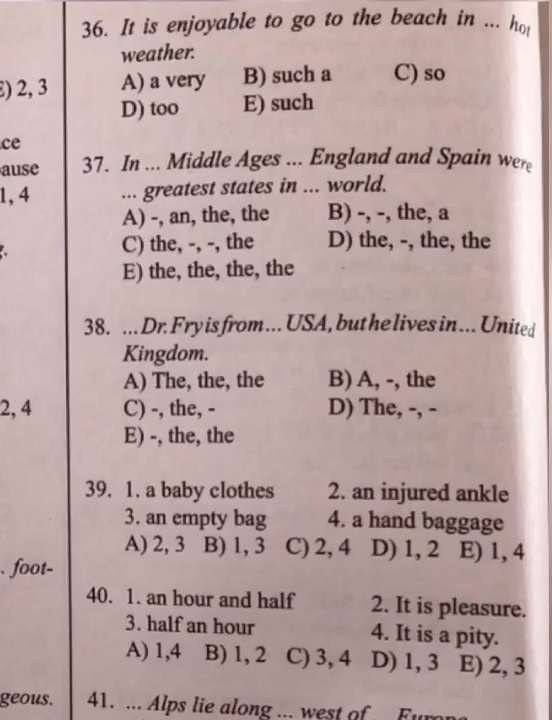 36. It is enjoyable to go to the beach in ... hot
weather.
A) a very B) such a C) so
D) too E) such
37. In ... Middle Ages ... England and Spain were
... greatest states in ... world.
A) -, an, the, the B) -, -, the, a
C) the, -, -, the D) the, -, the, the
E) the, the, the, the
38. ... Dr. Fry is from ... USA, but he lives in ... United
Kingdom.
A) The, the, the B) A, -, the
C) -, the, - D) The, -, -
E) -, the, the
39. 1. a baby clothes 2. an injured ankle
3. an empty bag 4. a hand baggage
A) 2, 3 B) 1, 3 C) 2, 4 D) 1, 2 E) 1, 4
40. 1. an hour and half 2. It is pleasure.
3. half an hour 4. It is a pity.
A) 1,4 B) 1, 2 C) 3, 4 D) 1, 3 E) 2, 3
41. ... Alps lie along ... west of Europe
E) 2, 3
ause
1, 4
2, 4
. foot-
geous.